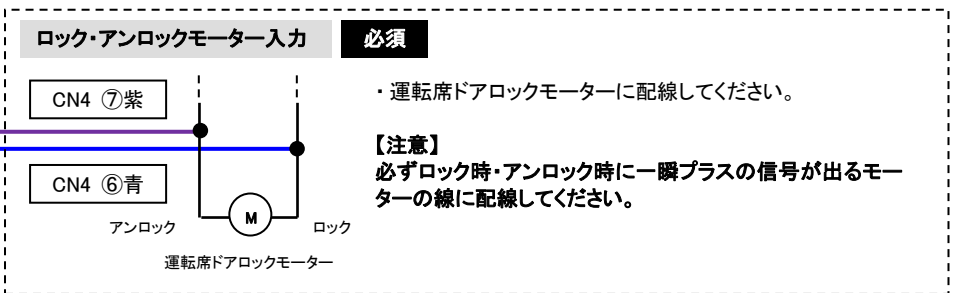 ロック・アンロックモーター入力
必須
CN4 ⑦紫
・ 運転席ドアロックモーターに配線してください。
【注意】
必ずロック時・アンロック時に一瞬プラスの信号が出るモー
ターの線に配線してください。
CN4 ⑥青
アンロック
M
ロック
運転席ドアロックモーター